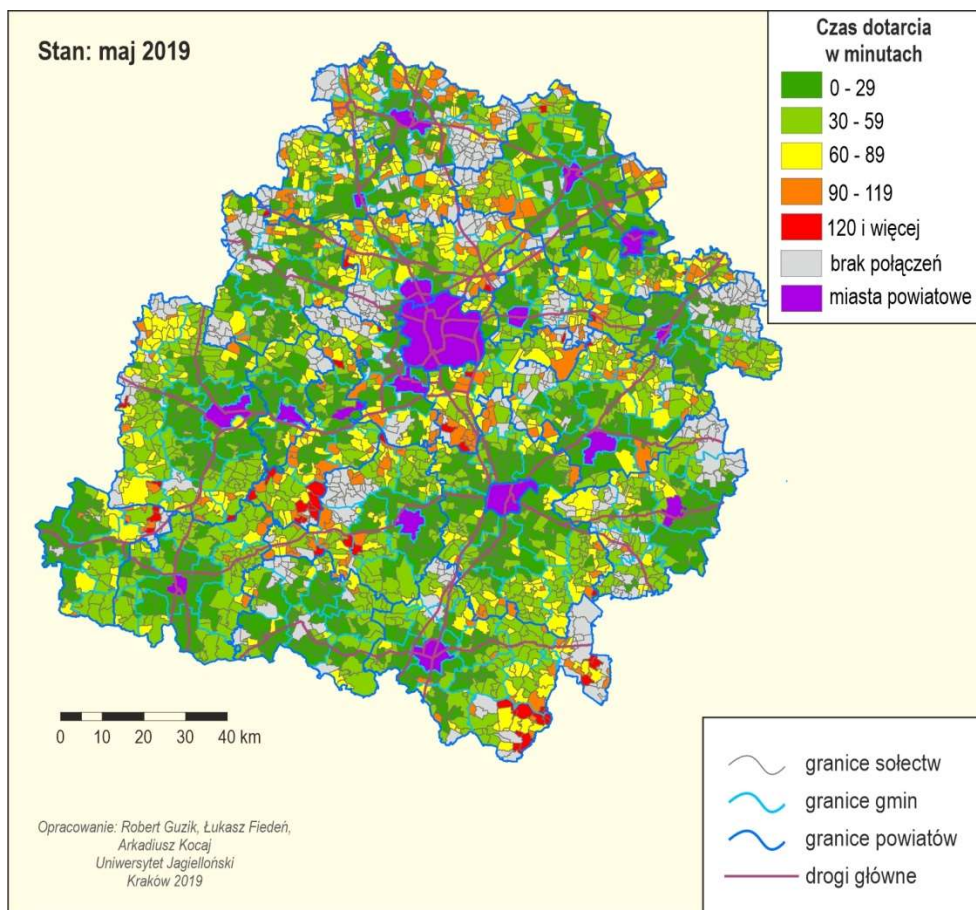 Stan: maj 2019
Czas dotarcia
w minutach
0 - 29
30 - 59
60 - 89
90 - 119
120 i więcej
brak połączeń
miasta powiatowe
0 10 20 30 40 km
Opracowanie: Robert Guzik, Łukasz Fiedeń,
Arkadiusz Kocaj
Uniwersytet Jagielloński
Kraków 2019
granice sołectw
granice gmin
granice powiatów
drogi główne